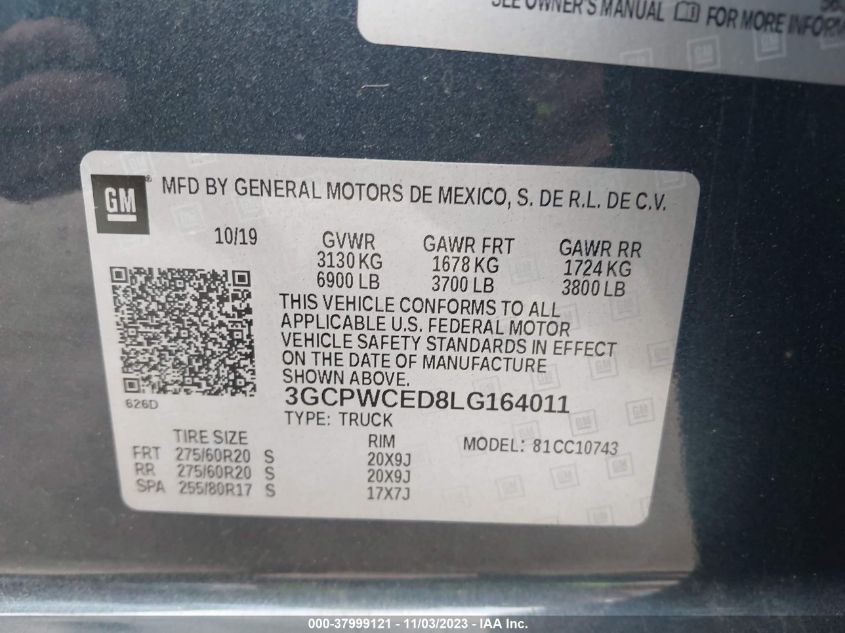 SEE OWNER'S MANUAL FOR MORE INFORM
GM
MFD BY GENERAL MOTORS DE MEXICO, S. DE R.L. DE C.V.
10/19 GVWR GAWR FRT GAWR RR
3130 KG 1678 KG 1724 KG
6900 LB 3700 LB 3800 LB
THIS VEHICLE CONFORMS TO ALL
APPLICABLE U.S. FEDERAL MOTOR
VEHICLE SAFETY STANDARDS IN EFFECT
ON THE DATE OF MANUFACTURE
SHOWN ABOVE.
626D
3GCPWCED8LG164011
TYPE: TRUCK
TIRE SIZE RIM MODEL: 81CC10743
FRT 275/60R20 S 20X9J
RR 275/60R20 S 20X9J
SPA 255/80R17 S 17X7J
000-37999121 - 11/03/2023 - IAA Inc.